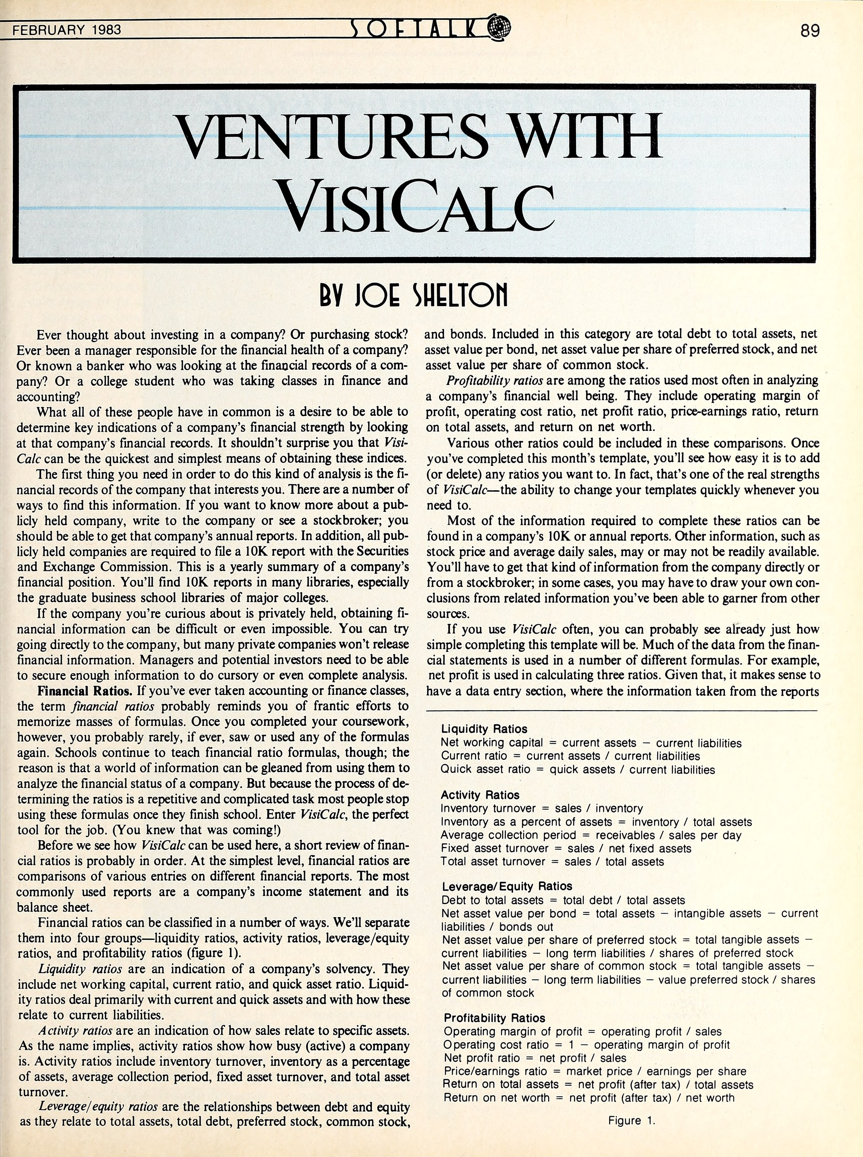 FEBRUARY 1983
SOFTALK
89
VENTURES WITH
VISICALC
BY JOE SHELTON
Ever thought about investing in a company? Or purchasing stock?
Ever been a manager responsible for the financial health of a company?
Or known a banker who was looking at the financial records of a com-
pany? Or a college student who was taking classes in finance and
accounting?
What all of these people have in common is a desire to be able to
determine key indications of a company's financial strength by looking
at that company's financial records. It shouldn't surprise you that Visi-
Calc can be the quickest and simplest means of obtaining these indices.
The first thing you need in order to do this kind of analysis is the fi-
nancial records of the company that interests you. There are a number of
ways to find this information. If you want to know more about a pub-
licly held company, write to the company or see a stockbroker; you
should be able to get that company's annual reports. In addition, all pub-
licly held companies are required to file a 10K report with the Securities
and Exchange Commission. This is a yearly summary of a company's
financial position. You'll find 10K reports in many libraries, especially
the graduate business school libraries of major colleges.
If the company you're curious about is privately held, obtaining fi-
nancial information can be difficult or even impossible. You can try
going directly to the company, but many private companies won't release
financial information. Managers and potential investors need to be able
to secure enough information to do cursory or even complete analysis.
Financial Ratios. If you've ever taken accounting or finance classes,
the term financial ratios probably reminds you of frantic efforts to
memorize masses of formulas. Once you completed your coursework,
however, you probably rarely, if ever, saw or used any of the formulas
again. Schools continue to teach financial ratio formulas, though; the
reason is that a world of information can be gleaned from using them to
analyze the financial status of a company. But because the process of de-
termining the ratios is a repetitive and complicated task most people stop
using these formulas once they finish school. Enter VisiCalc, the perfect
tool for the job. (You knew that was coming!)
Before we see how VisiCalc can be used here, a short review of finan-
cial ratios is probably in order. At the simplest level, financial ratios are
comparisons of various entries on different financial reports. The most
commonly used reports are a company's income statement and its
balance sheet.
Financial ratios can be classified in a number of ways. We'll separate
them into four groups—liquidity ratios, activity ratios, leverage/equity
ratios, and profitability ratios (figure 1).
Liquidity ratios are an indication of a company's solvency. They
include net working capital, current ratio, and quick asset ratio. Liquid-
ity ratios deal primarily with current and quick assets and with how these
relate to current liabilities.
Activity ratios are an indication of how sales relate to specific assets.
As the name implies, activity ratios show how busy (active) a company
is. Activity ratios include inventory turnover, inventory as a percentage
of assets, average collection period, fixed asset turnover, and total asset
turnover.
Leverage/equity ratios are the relationships between debt and equity
as they relate to total assets, total debt, preferred stock, common stock,
and bonds. Included in this category are total debt to total assets, net
asset value per bond, net asset value per share of preferred stock, and net
asset value per share of common stock.
Profitability ratios are among the ratios used most often in analyzing
a company's financial well being. They include operating margin of
profit, operating cost ratio, net profit ratio, price-earnings ratio, return
on total assets, and return on net worth.
Various other ratios could be included in these comparisons. Once
you've completed this month's template, you'll see how easy it is to add
(or delete) any ratios you want to. In fact, that's one of the real strengths
of VisiCalc—the ability to change your templates quickly whenever you
need to.
Most of the information required to complete these ratios can be
found in a company's 10K or annual reports. Other information, such as
stock price and average daily sales, may or may not be readily available.
You'll have to get that kind of information from the company directly or
from a stockbroker; in some cases, you may have to draw your own con-
clusions from related information you've been able to garner from other
sources.
If you use VisiCalc often, you can probably see already just how
simple completing this template will be. Much of the data from the finan-
cial statements is used in a number of different formulas. For example,
net profit is used in calculating three ratios. Given that, it makes sense to
have a data entry section, where the information taken from the reports
Liquidity Ratios
Net working capital = current assets − current liabilities
Current ratio = current assets / current liabilities
Quick asset ratio = quick assets / current liabilities
Activity Ratios
Inventory turnover = sales / inventory
Inventory as a percent of assets = inventory / total assets
Average collection period = receivables / sales per day
Fixed asset turnover = sales / net fixed assets
Total asset turnover = sales / total assets
Leverage/Equity Ratios
Debt to total assets = total debt / total assets
Net asset value per bond = total assets − intangible assets − current
liabilities / bonds out
Net asset value per share of preferred stock = total tangible assets −
current liabilities − long term liabilities / shares of preferred stock
Net asset value per share of common stock = total tangible assets −
current liabilities − long term liabilities − value preferred stock / shares
of common stock
Profitability Ratios
Operating margin of profit = operating profit / sales
Operating cost ratio = 1 − operating margin of profit
Net profit ratio = net profit / sales
Price/earnings ratio = market price / earnings per share
Return on total assets = net profit (after tax) / total assets
Return on net worth = net profit (after tax) / net worth
Figure 1.